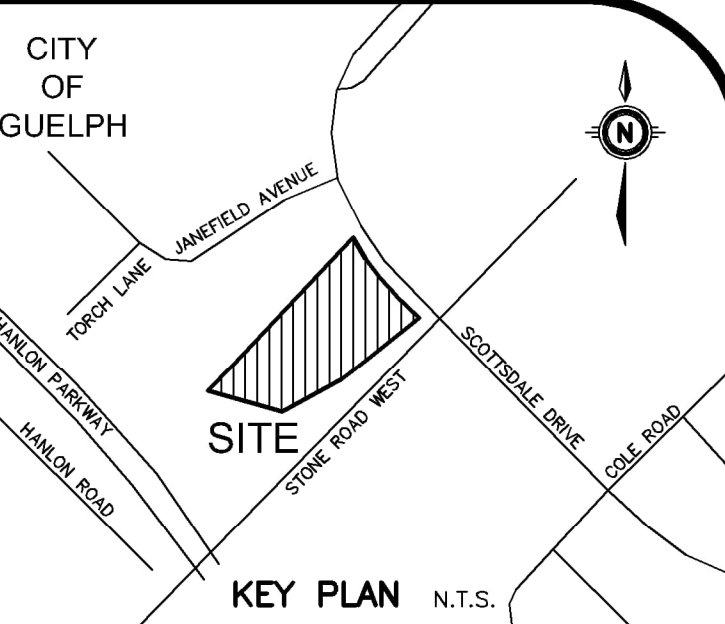 CITY
OF
GUELPH
N
JANEFIELD AVENUE
TORCH LANE
HANLON PARKWAY
HANLON ROAD
SITE
STONE ROAD WEST
SCOTTSDALE DRIVE
COLE ROAD
KEY PLAN N.T.S.